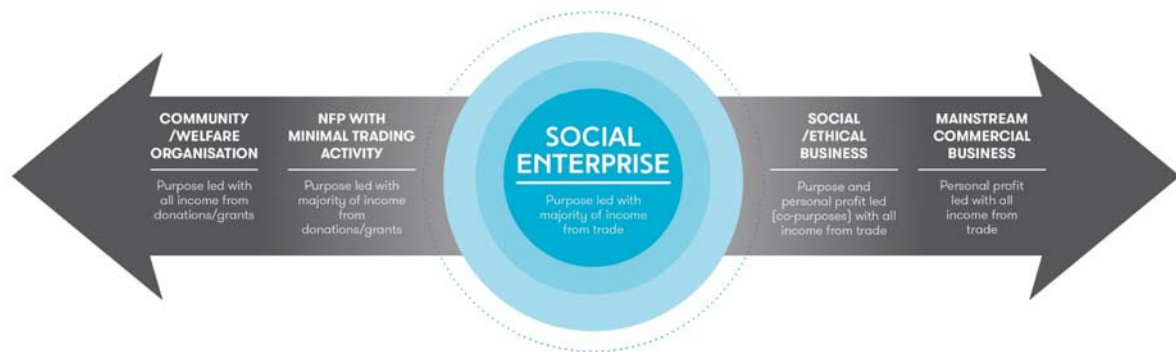 COMMUNITY
/WELFARE
ORGANISATION
Purpose led with
all income from
donations/grants
NFP WITH
MINIMAL TRADING
ACTIVITY
Purpose led with
majority of income
from
donations/grants
SOCIAL
ENTERPRISE
Purpose led with
majority of income
from trade
SOCIAL
/ETHICAL
BUSINESS
Purpose and
personal profit led
(co-purposes) with all
income from trade
MAINSTREAM
COMMERCIAL
BUSINESS
Personal profit
led with all
income from
trade